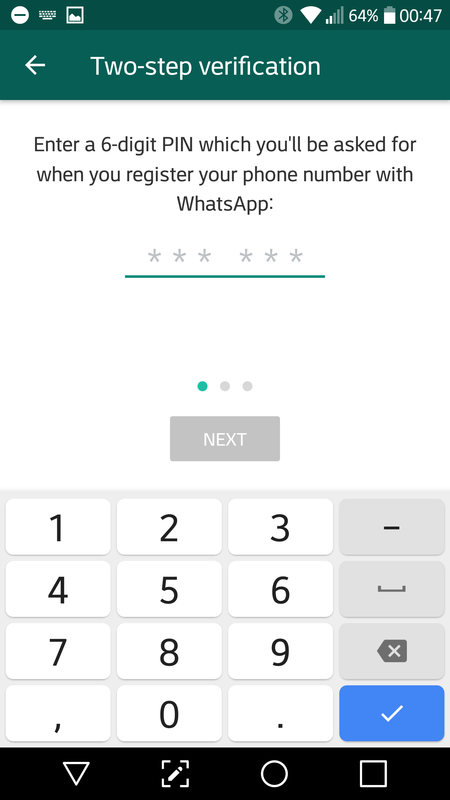 64% 00:47
Two-step verification
Enter a 6-digit PIN which you'll be asked for
when you register your phone number with
WhatsApp:
*** ***
NEXT
1 2 3 –
4 5 6
7 8 9
, 0 .